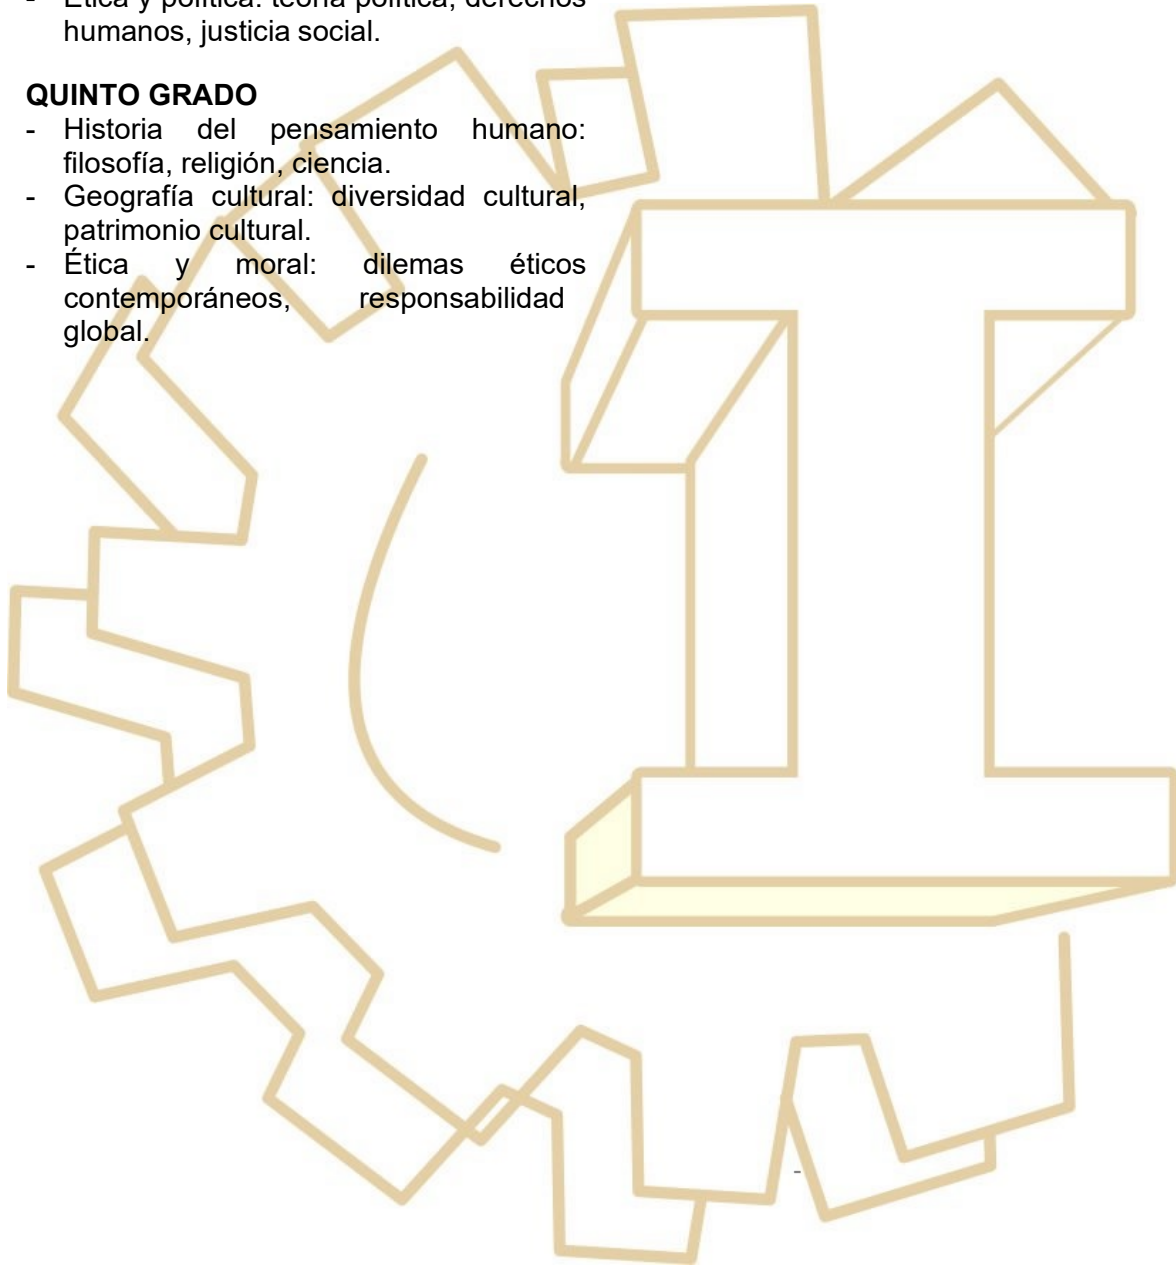 - Ética y política: teoría política, derechos
humanos, justicia social.
QUINTO GRADO
- Historia del pensamiento humano:
filosofía, religión, ciencia.
- Geografía cultural: diversidad cultural,
patrimonio cultural.
- Ética y moral: dilemas éticos
contemporáneos, responsabilidad
global.
-